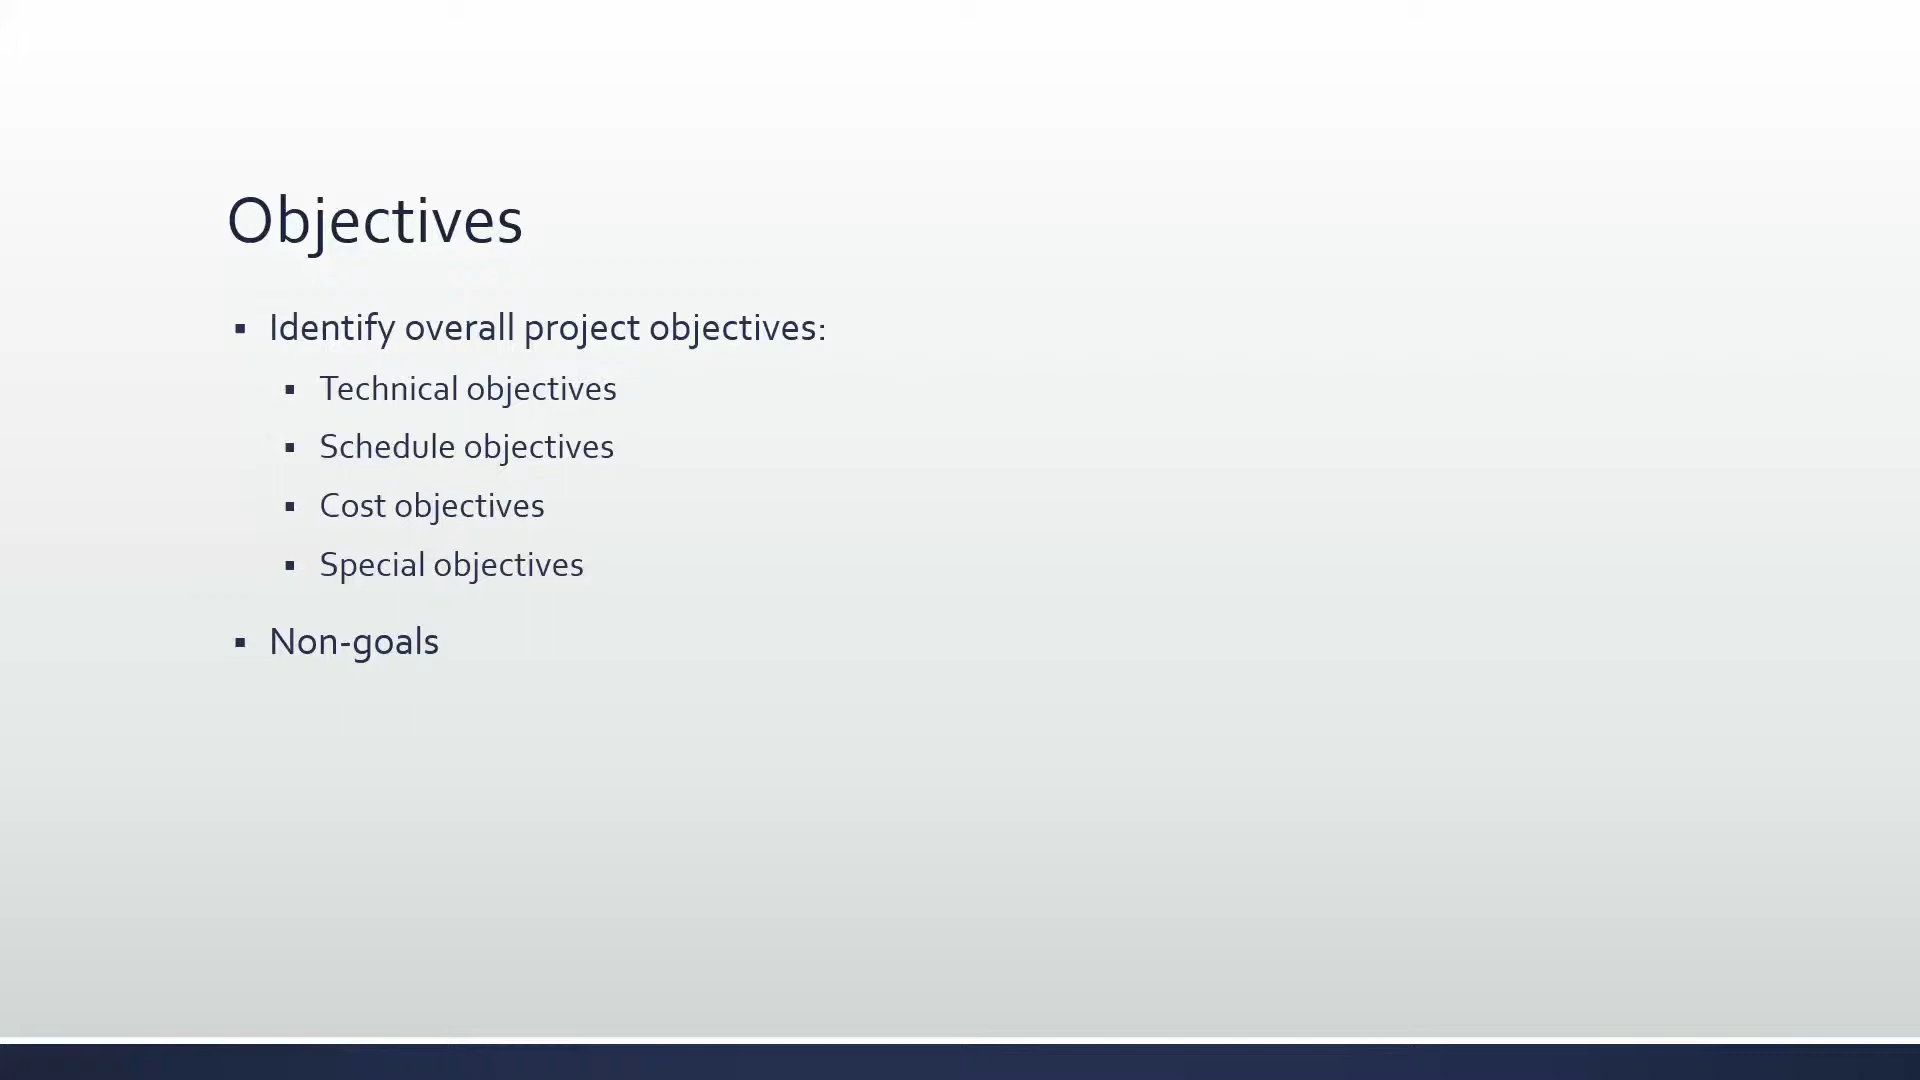 Objectives
▪ Identify overall project objectives:
▪ Technical objectives
▪ Schedule objectives
▪ Cost objectives
▪ Special objectives
▪ Non-goals